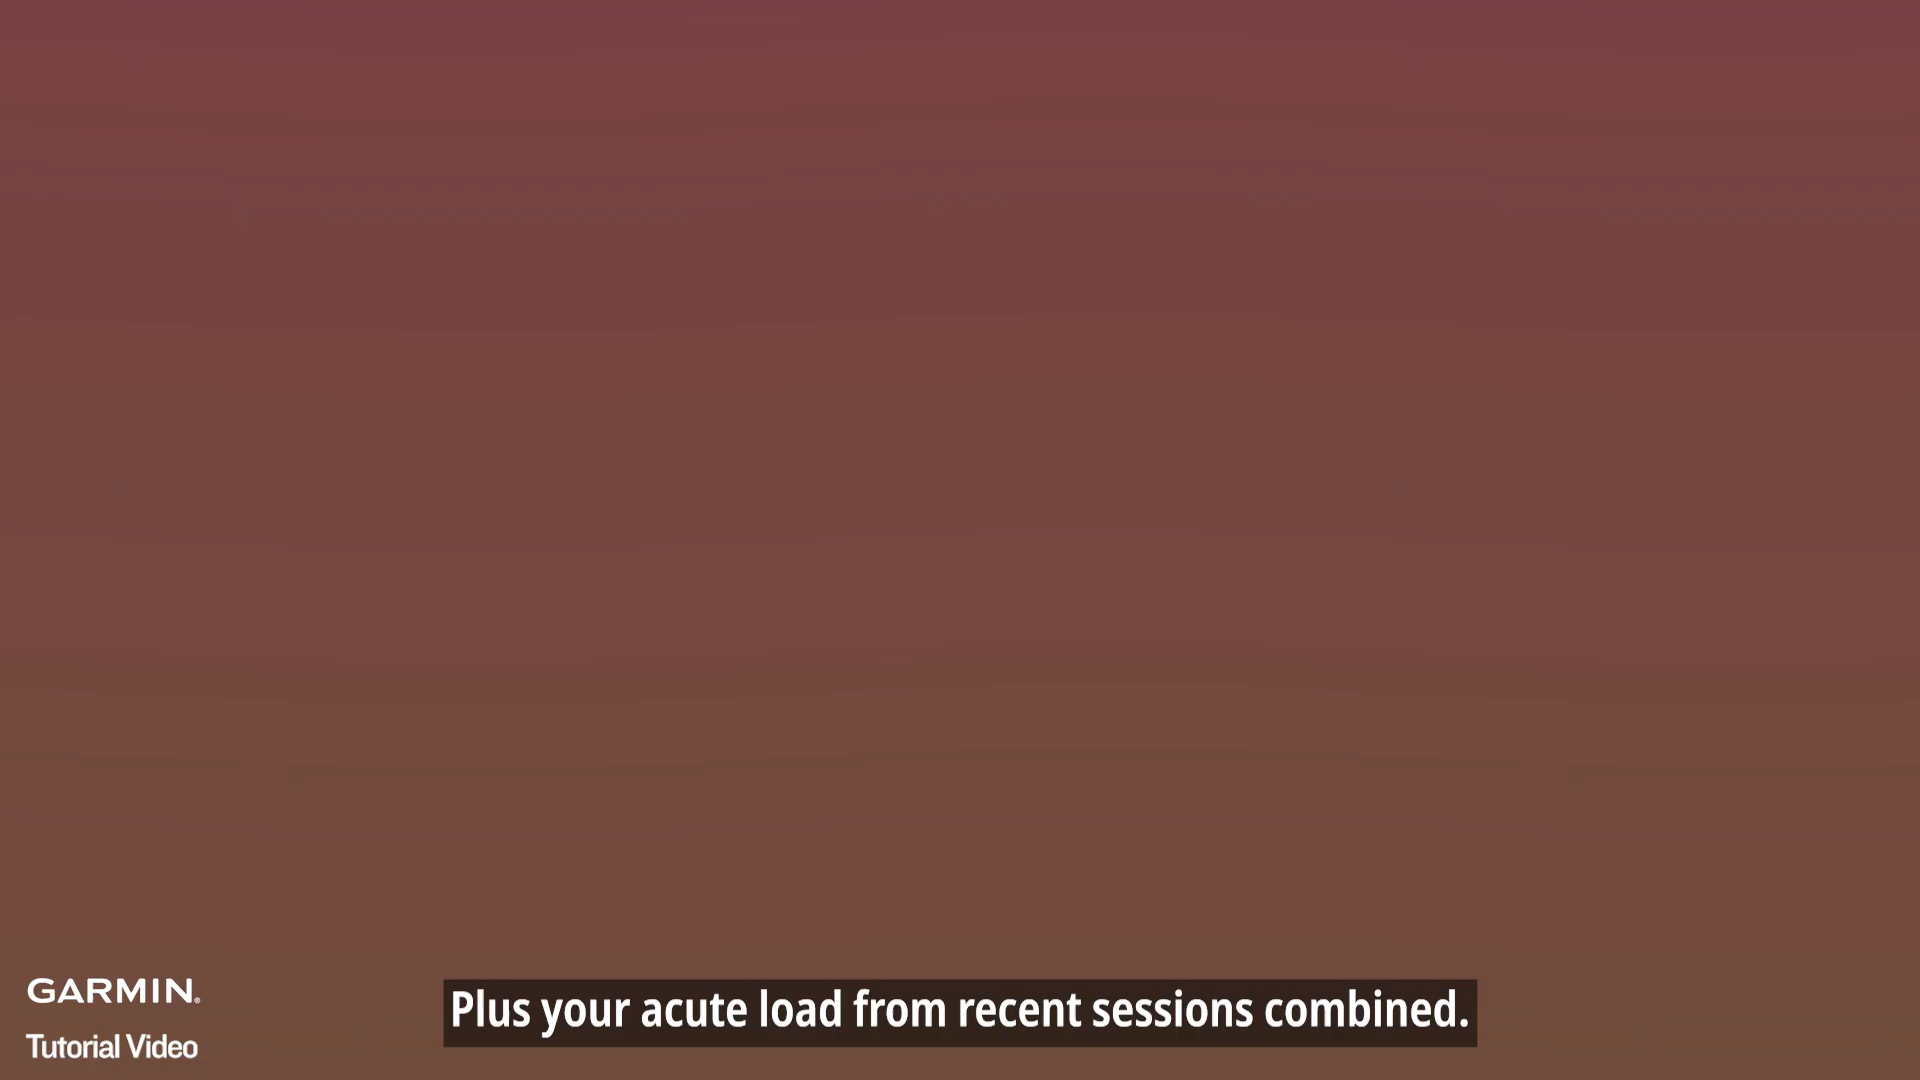 GARMIN®
Tutorial Video
Plus your acute load from recent sessions combined.